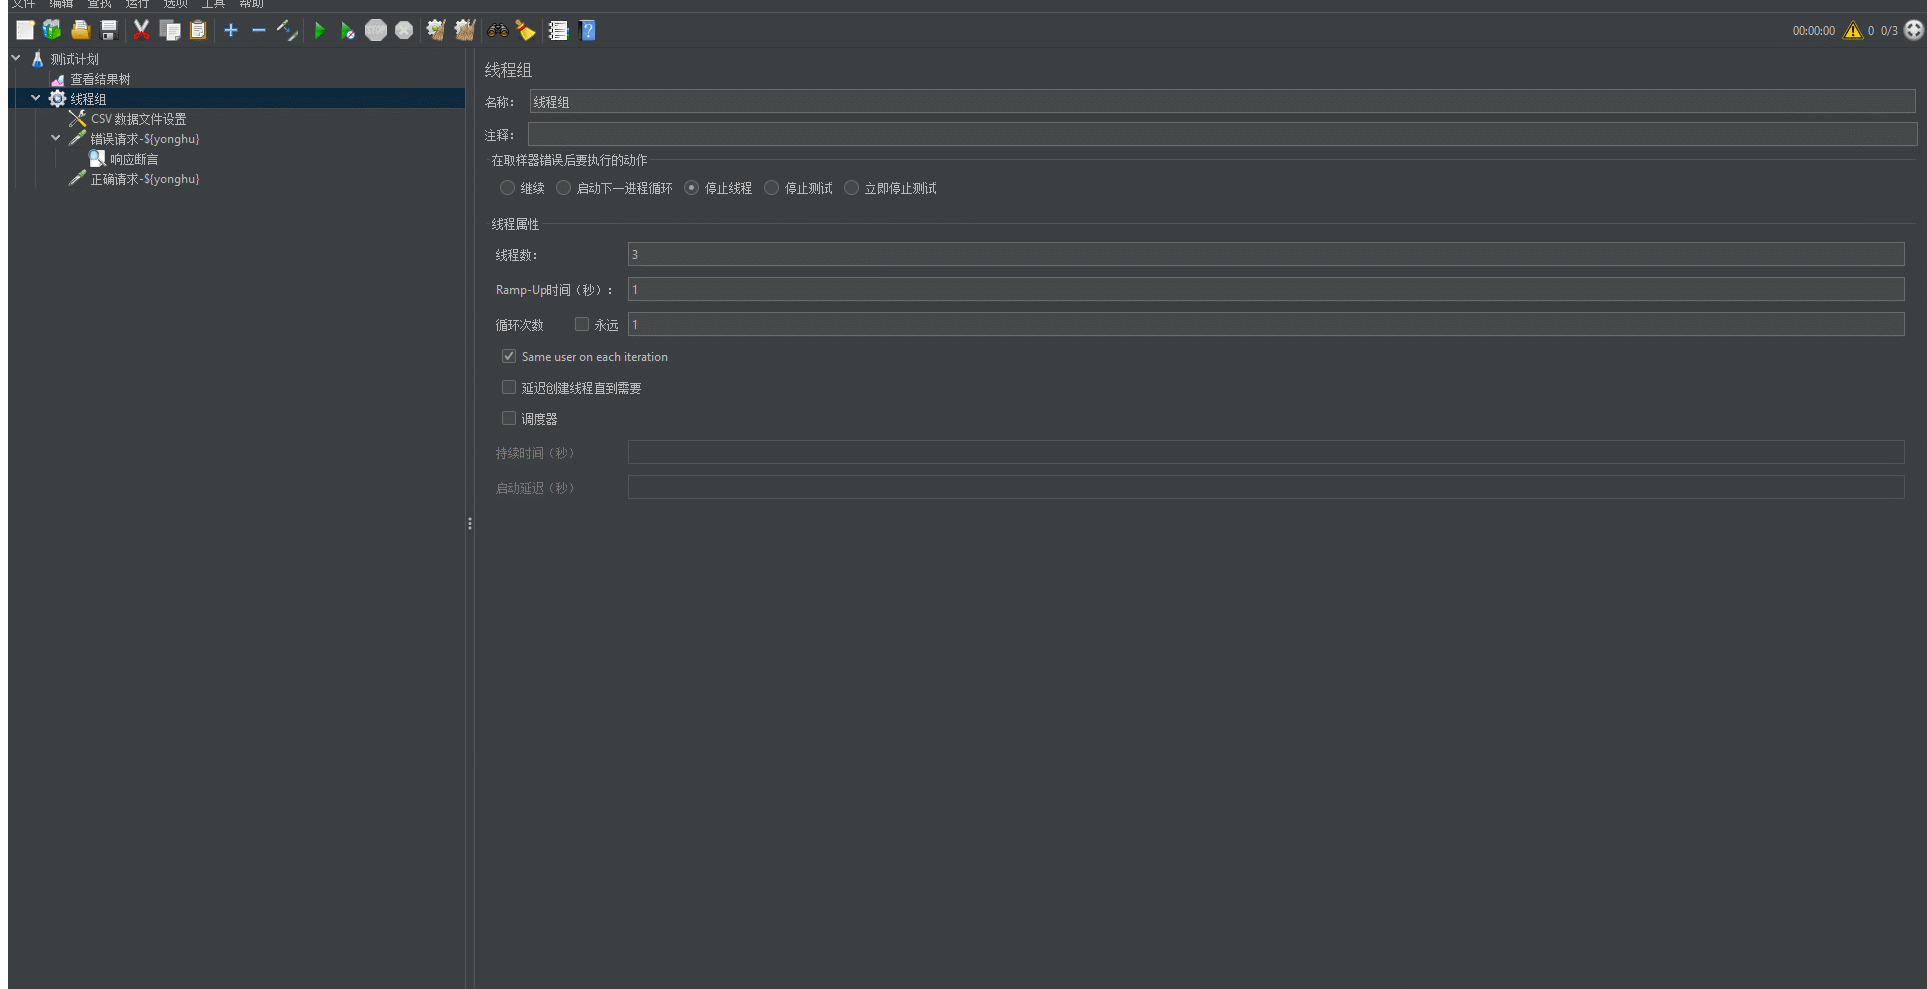 文件 编辑 查找 运行 选项 工具 帮助
STOP
00:00:00 0 0/3
测试计划
查看结果树
线程组
CSV 数据文件设置
错误请求-${yonghu}
响应断言
正确请求-${yonghu}
线程组
名称： 线程组
注释：
在取样器错误后要执行的动作
继续 启动下一进程循环 停止线程 停止测试 立即停止测试
线程属性
线程数： 3
Ramp-Up时间（秒）： 1
循环次数 永远 1
Same user on each iteration
延迟创建线程直到需要
调度器
持续时间（秒）
启动延迟（秒）